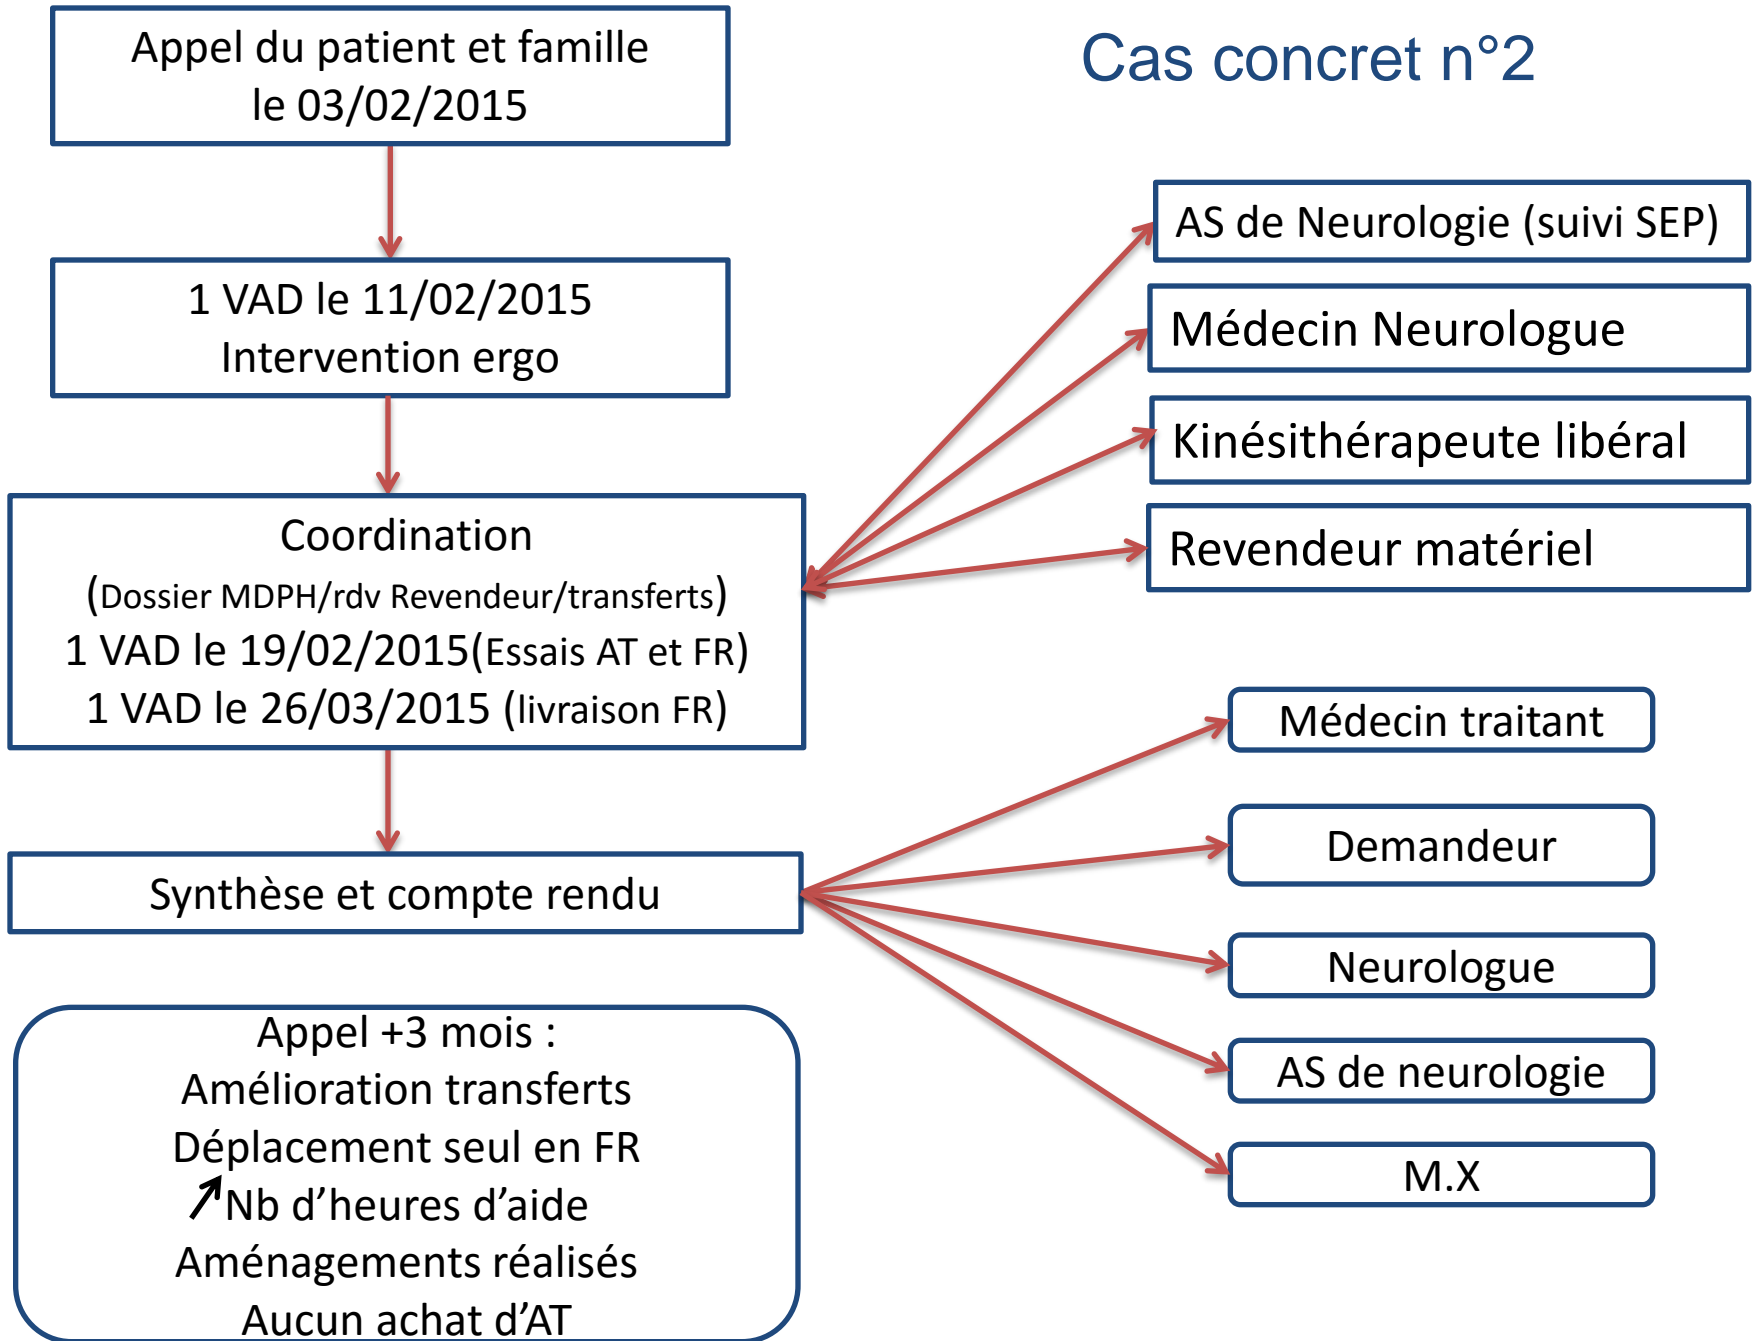 Cas concret n°2
Appel du patient et famille
le 03/02/2015
1 VAD le 11/02/2015
Intervention ergo
Coordination
(Dossier MDPH/rdv Revendeur/transferts)
1 VAD le 19/02/2015(Essais AT et FR)
1 VAD le 26/03/2015 (livraison FR)
AS de Neurologie (suivi SEP)
Médecin Neurologue
Kinésithérapeute libéral
Revendeur matériel
Synthèse et compte rendu
Médecin traitant
Demandeur
Neurologue
AS de neurologie
M.X
Appel +3 mois :
Amélioration transferts
Déplacement seul en FR
Nb d’heures d’aide
Aménagements réalisés
Aucun achat d’AT